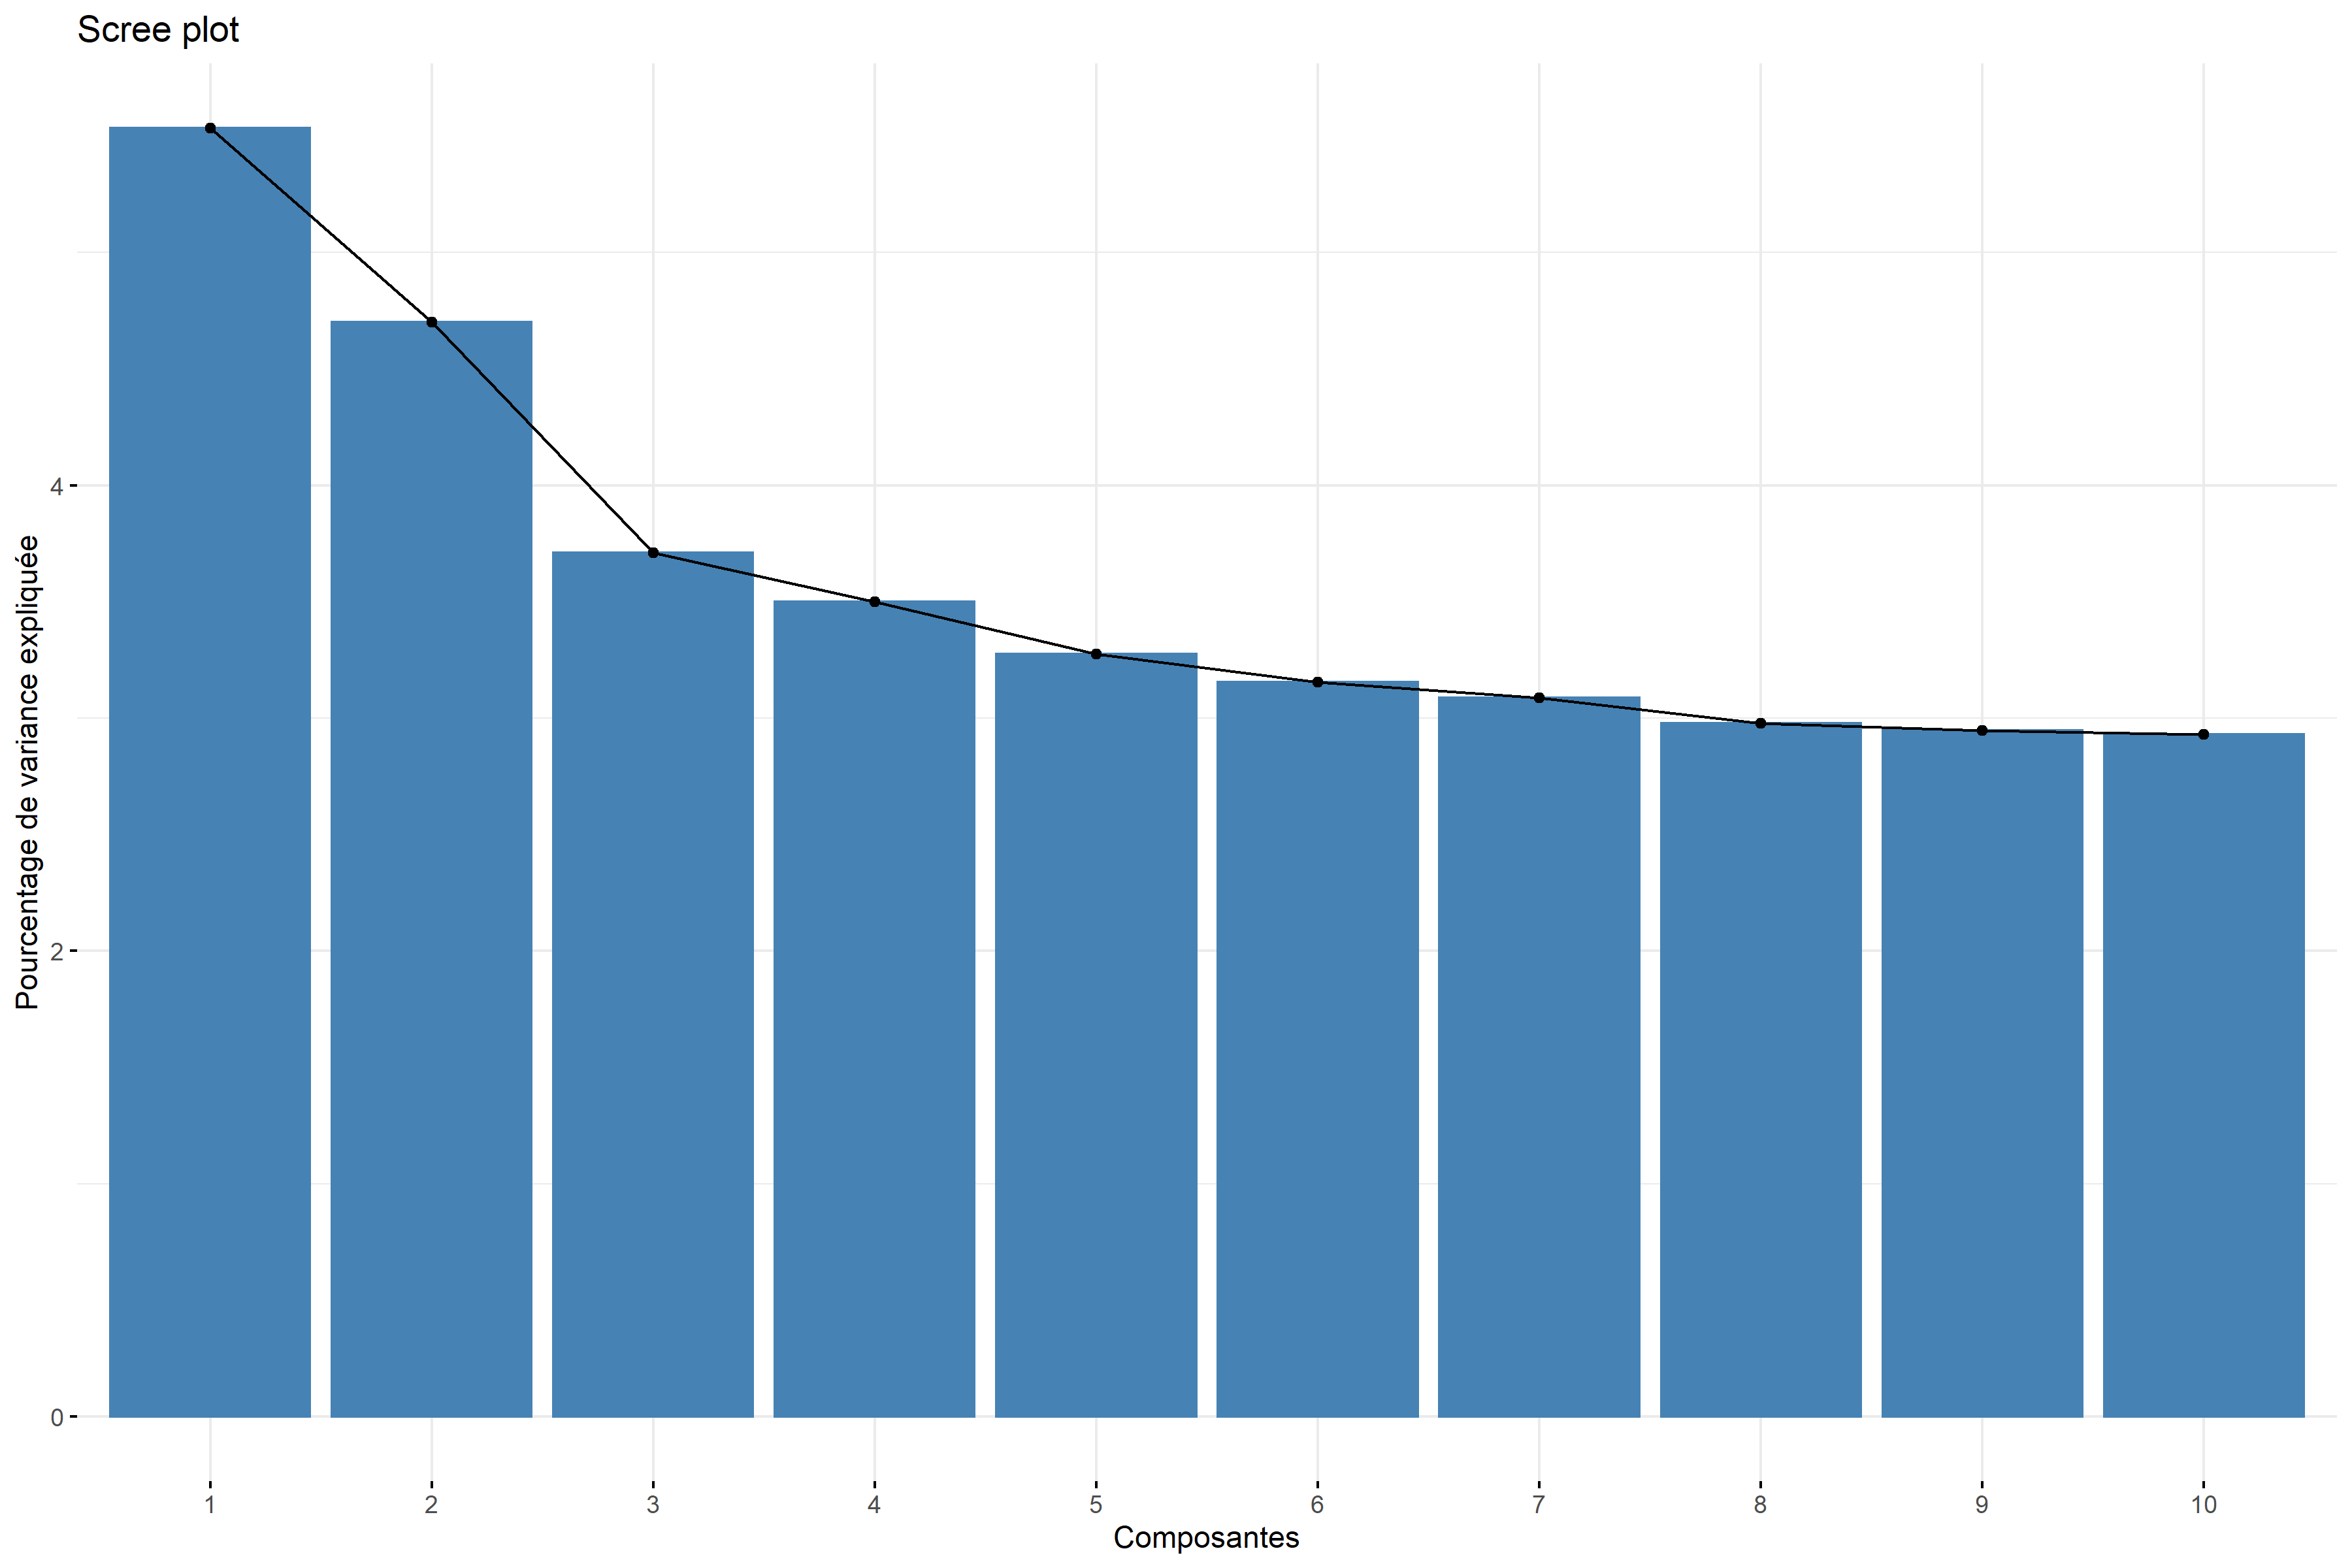 Scree plot
Pourcentage de variance expliquée
4
2
0
1 2 3 4 5 6 7 8 9 10
Composantes